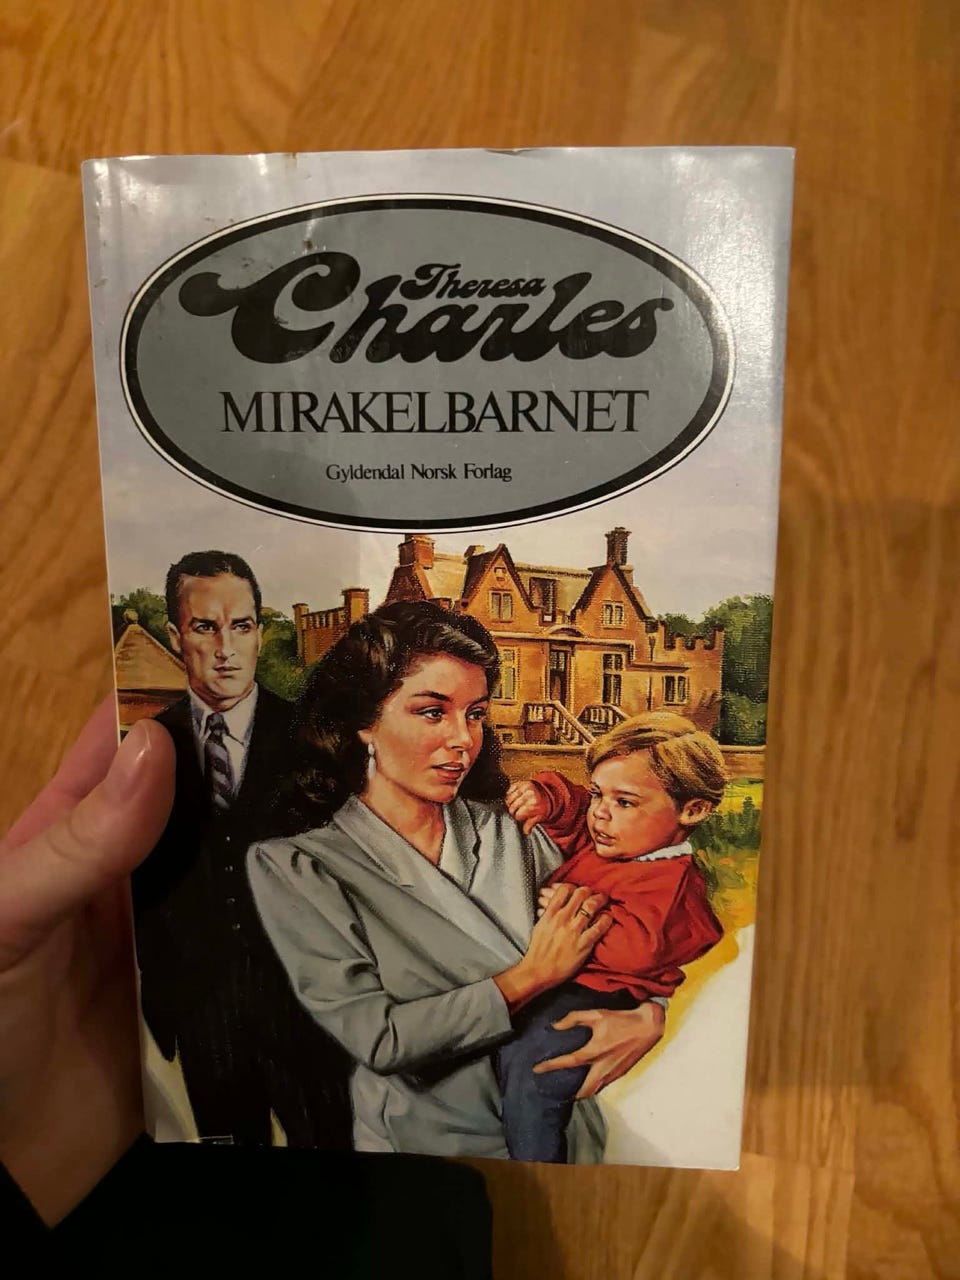 Theresa
Charles
MIRAKELBARNET
Gyldendal Norsk Forlag